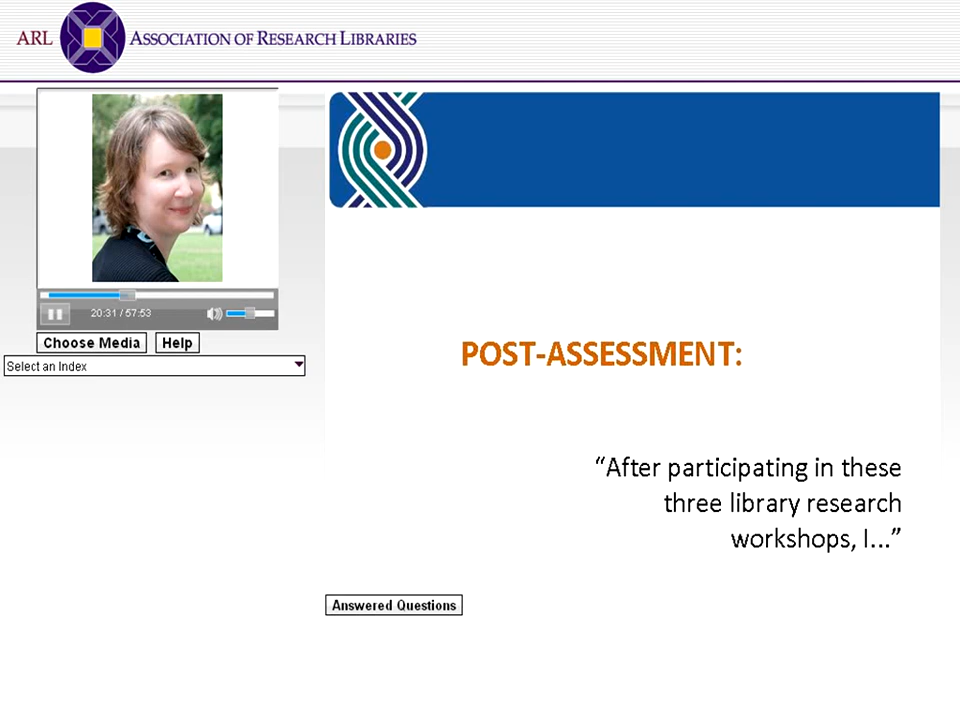 ARL ASSOCIATION OF RESEARCH LIBRARIES
20:31 / 57:53
Choose Media Help
Select an Index
POST-ASSESSMENT:
“After participating in these
three library research
workshops, I...”
Answered Questions